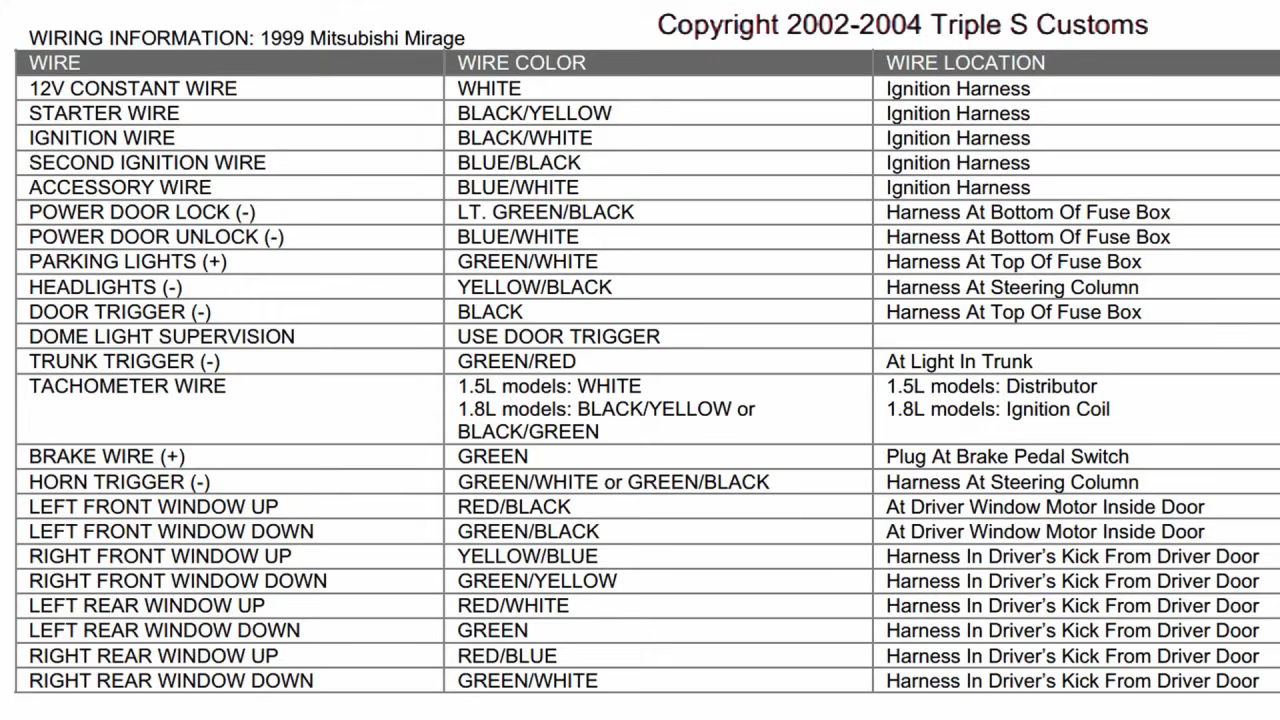 Copyright 2002-2004 Triple S Customs
WIRING INFORMATION: 1999 Mitsubishi Mirage
WIRE WIRE COLOR WIRE LOCATION
12V CONSTANT WIRE WHITE Ignition Harness
STARTER WIRE BLACK/YELLOW Ignition Harness
IGNITION WIRE BLACK/WHITE Ignition Harness
SECOND IGNITION WIRE BLUE/BLACK Ignition Harness
ACCESSORY WIRE BLUE/WHITE Ignition Harness
POWER DOOR LOCK (-) LT. GREEN/BLACK Harness At Bottom Of Fuse Box
POWER DOOR UNLOCK (-) BLUE/WHITE Harness At Bottom Of Fuse Box
PARKING LIGHTS (+) GREEN/WHITE Harness At Top Of Fuse Box
HEADLIGHTS (-) YELLOW/BLACK Harness At Steering Column
DOOR TRIGGER (-) BLACK Harness At Top Of Fuse Box
DOME LIGHT SUPERVISION USE DOOR TRIGGER
TRUNK TRIGGER (-) GREEN/RED At Light In Trunk
TACHOMETER WIRE 1.5L models: WHITE 1.5L models: Distributor
1.8L models: BLACK/YELLOW or 1.8L models: Ignition Coil
BLACK/GREEN
BRAKE WIRE (+) GREEN Plug At Brake Pedal Switch
HORN TRIGGER (-) GREEN/WHITE or GREEN/BLACK Harness At Steering Column
LEFT FRONT WINDOW UP RED/BLACK At Driver Window Motor Inside Door
LEFT FRONT WINDOW DOWN GREEN/BLACK At Driver Window Motor Inside Door
RIGHT FRONT WINDOW UP YELLOW/BLUE Harness In Driver's Kick From Driver Door
RIGHT FRONT WINDOW DOWN GREEN/YELLOW Harness In Driver's Kick From Driver Door
LEFT REAR WINDOW UP RED/WHITE Harness In Driver's Kick From Driver Door
LEFT REAR WINDOW DOWN GREEN Harness In Driver's Kick From Driver Door
RIGHT REAR WINDOW UP RED/BLUE Harness In Driver's Kick From Driver Door
RIGHT REAR WINDOW DOWN GREEN/WHITE Harness In Driver's Kick From Driver Door